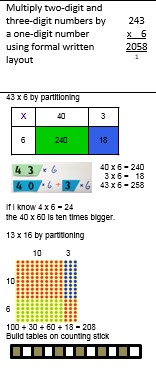 Multiply two-digit and
three-digit numbers by
a one-digit number
using formal written
layout
243
x 6
2058
1
43 x 6 by partitioning
X 40 3
6 240 18
4 3 x 6
4 0 x 6 + 3 x 6
40 x 6 = 240
3 x 6 = 18
43 x 6 = 258
If I know 4 x 6 = 24
the 40 x 60 is ten times bigger.
13 x 16 by partitioning
10 3
10
6
100 + 30 + 60 + 18 = 208
Build tables on counting stick